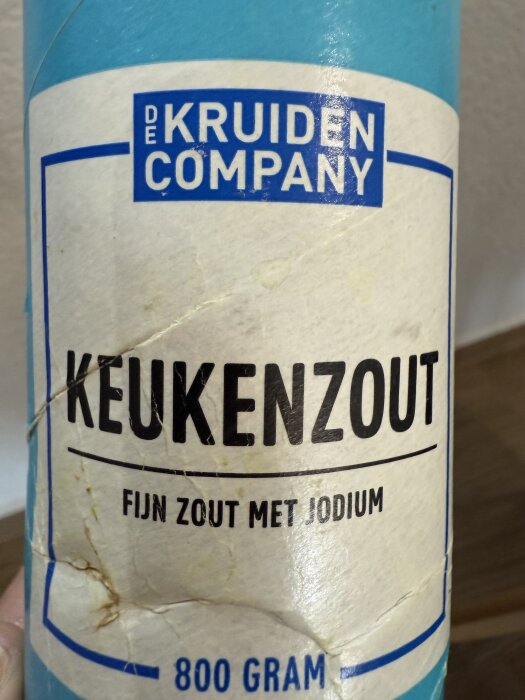 DE KRUIDEN
COMPANY
KEUKENZOUT
FIJN ZOUT MET JODIUM
800 GRAM